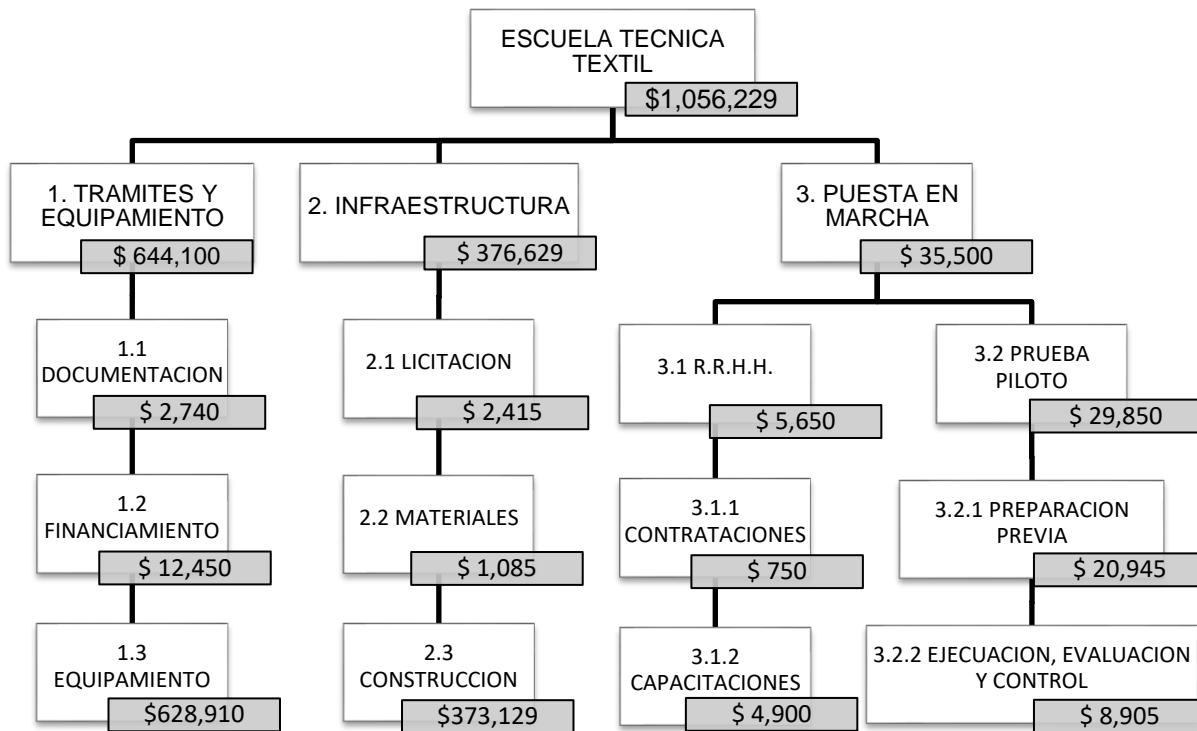 ESCUELA TECNICA
TEXTIL
$1,056,229
1. TRAMITES Y
EQUIPAMIENTO
$ 644,100
2. INFRAESTRUCTURA
$ 376,629
3. PUESTA EN
MARCHA
$ 35,500
1.1
DOCUMENTACION
$ 2,740
2.1 LICITACION
$ 2,415
3.1 R.R.H.H.
$ 5,650
3.2 PRUEBA
PILOTO
$ 29,850
1.2
FINANCIAMIENTO
$ 12,450
2.2 MATERIALES
$ 1,085
3.1.1
CONTRATACIONES
$ 750
3.2.1 PREPARACION
PREVIA
$ 20,945
1.3
EQUIPAMIENTO
$628,910
2.3
CONSTRUCCION
$373,129
3.1.2
CAPACITACIONES
$ 4,900
3.2.2 EJECUACION, EVALUACION
Y CONTROL
$ 8,905